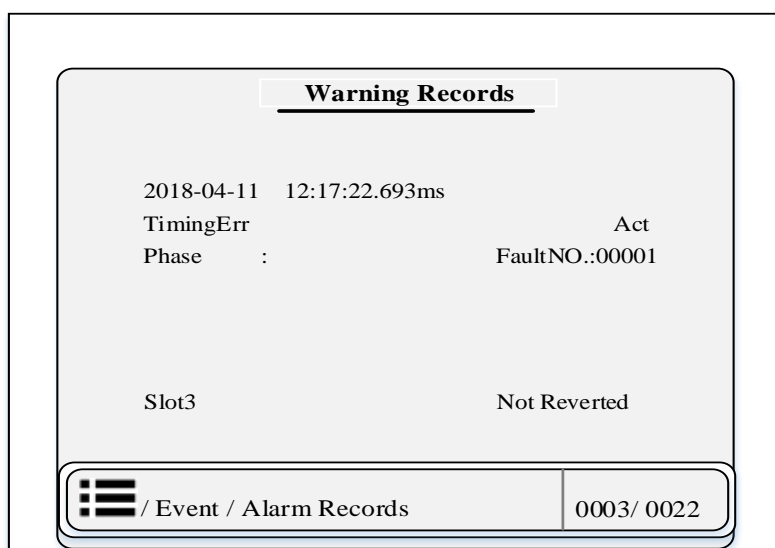 Warning Records
2018-04-11 12:17:22.693ms
TimingErr Act
Phase : FaultNO.:00001
Slot3 Not Reverted
/ Event / Alarm Records 0003/ 0022